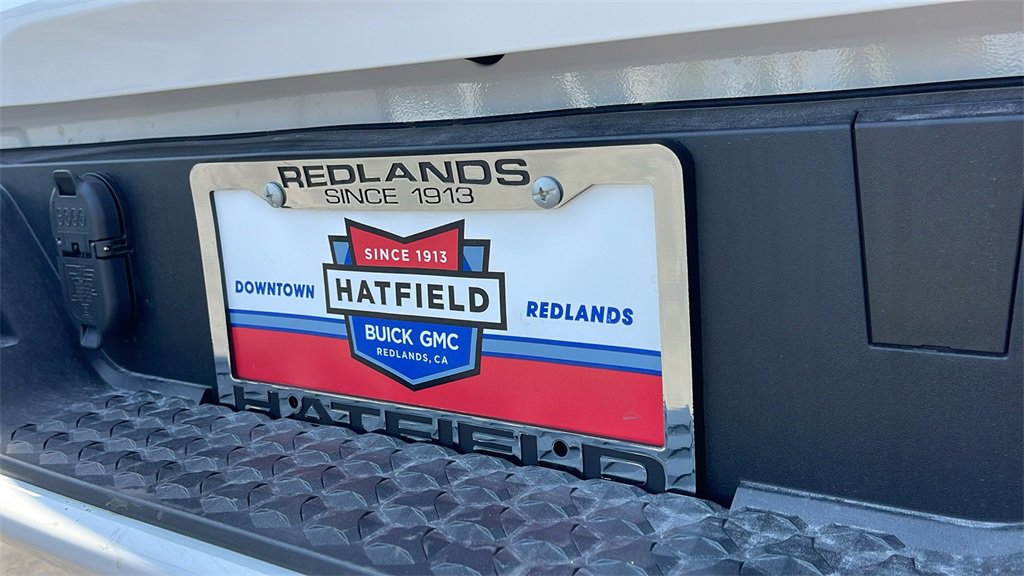 REDLANDS
SINCE 1913
SINCE 1913
DOWNTOWN
HATFIELD
REDLANDS
BUICK GMC
REDLANDS, CA
HATFIELD